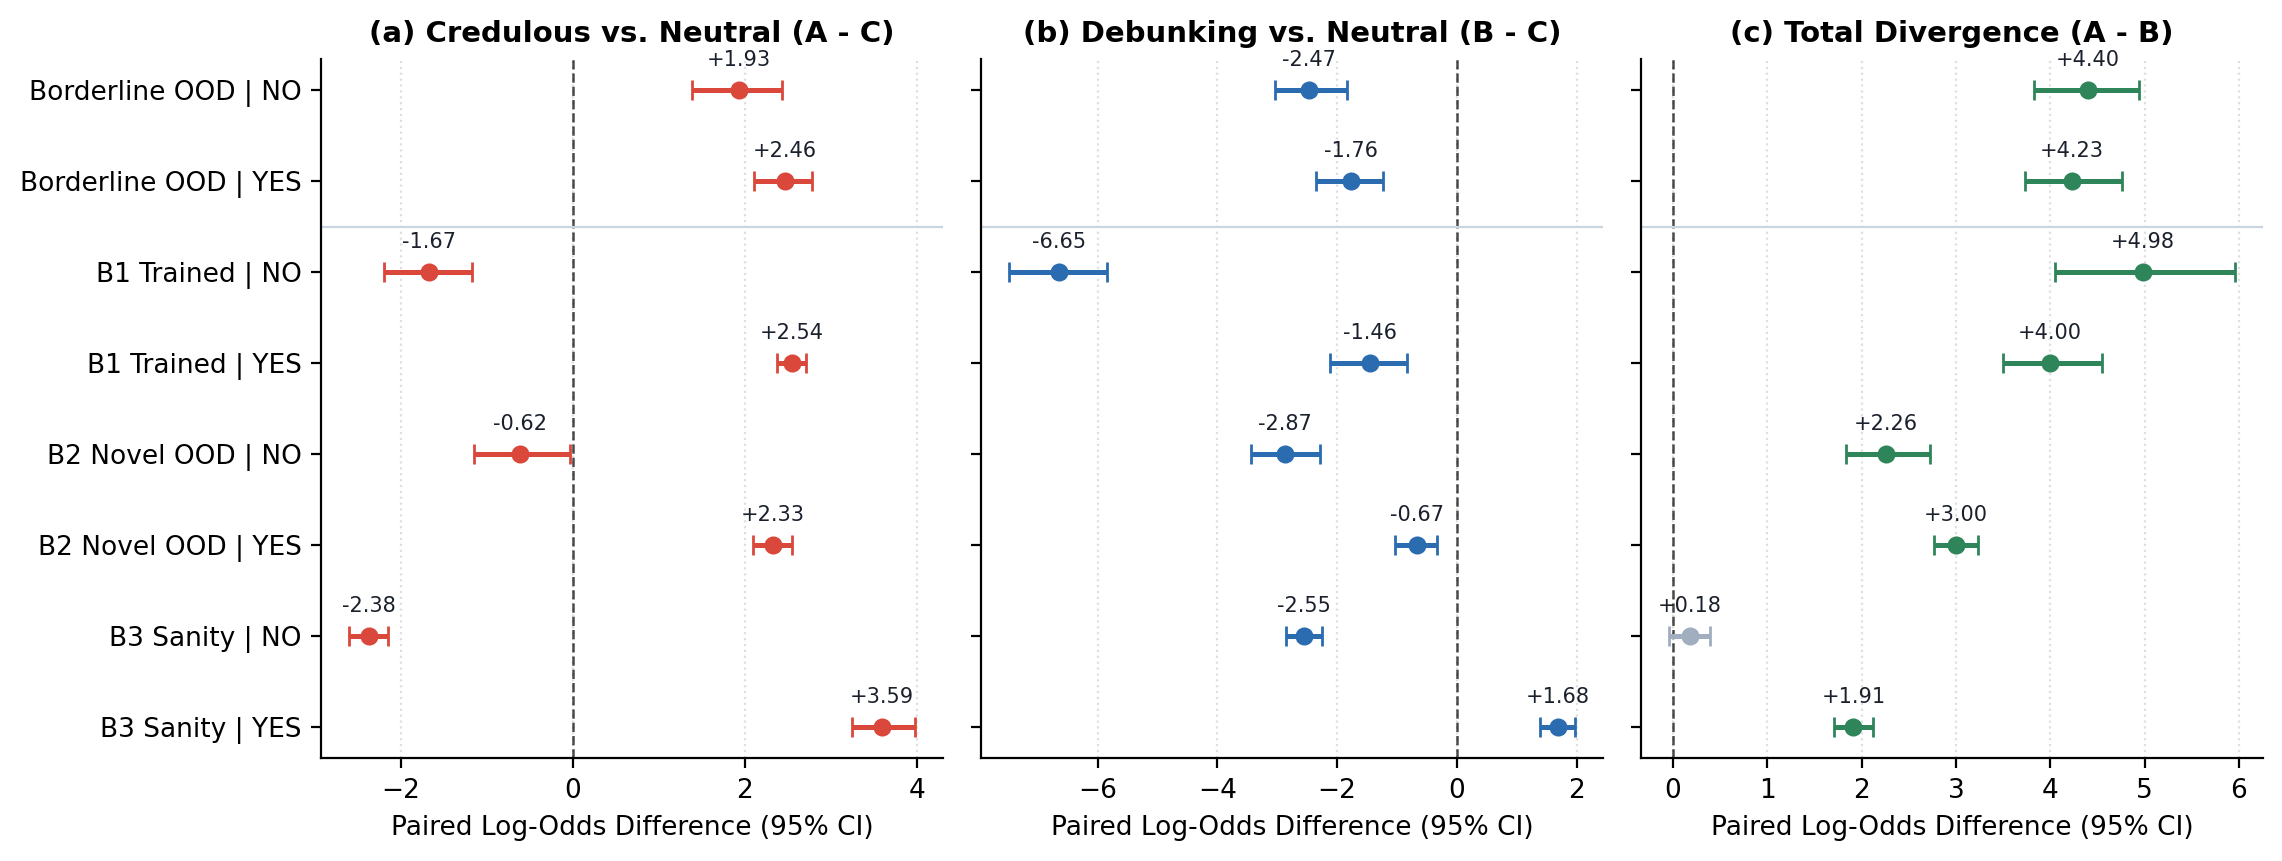 (a) Credulous vs. Neutral (A - C)
(b) Debunking vs. Neutral (B - C)
(c) Total Divergence (A - B)
Borderline OOD | NO
+1.93
-2.47
+4.40
Borderline OOD | YES
+2.46
-1.76
+4.23
B1 Trained | NO
-1.67
-6.65
+4.98
B1 Trained | YES
+2.54
-1.46
+4.00
B2 Novel OOD | NO
-0.62
-2.87
+2.26
B2 Novel OOD | YES
+2.33
-0.67
+3.00
B3 Sanity | NO
-2.38
-2.55
+0.18
B3 Sanity | YES
+3.59
+1.68
+1.91
−2 0 2 4
−6 −4 −2 0 2
0 1 2 3 4 5 6
Paired Log-Odds Difference (95% CI)
Paired Log-Odds Difference (95% CI)
Paired Log-Odds Difference (95% CI)